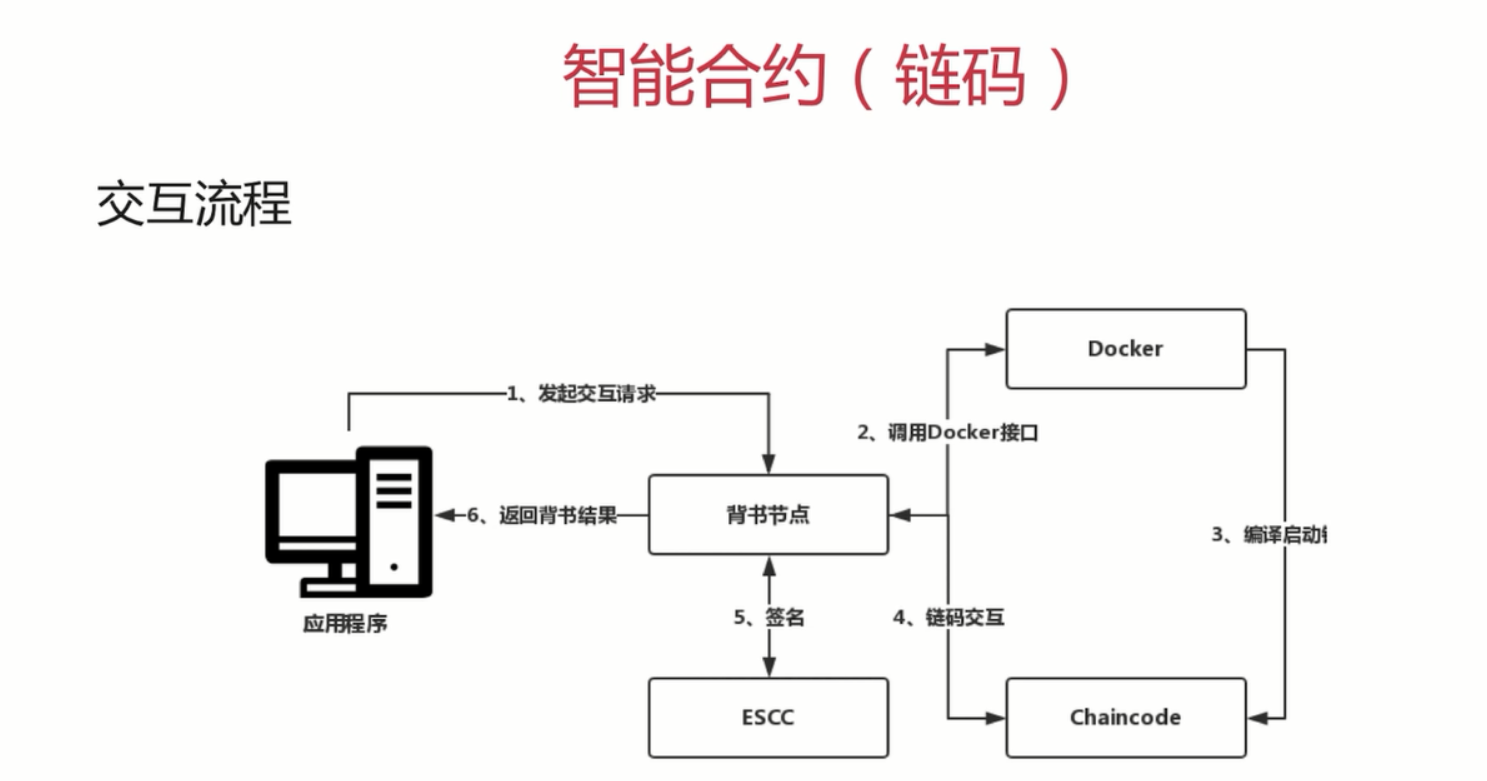 智能合约（链码）
交互流程
Docker
1、发起交互请求
2、调用Docker接口
背书节点
6、返回背书结果
3、编译启动
5、签名
4、链码交互
应用程序
ESCC
Chaincode